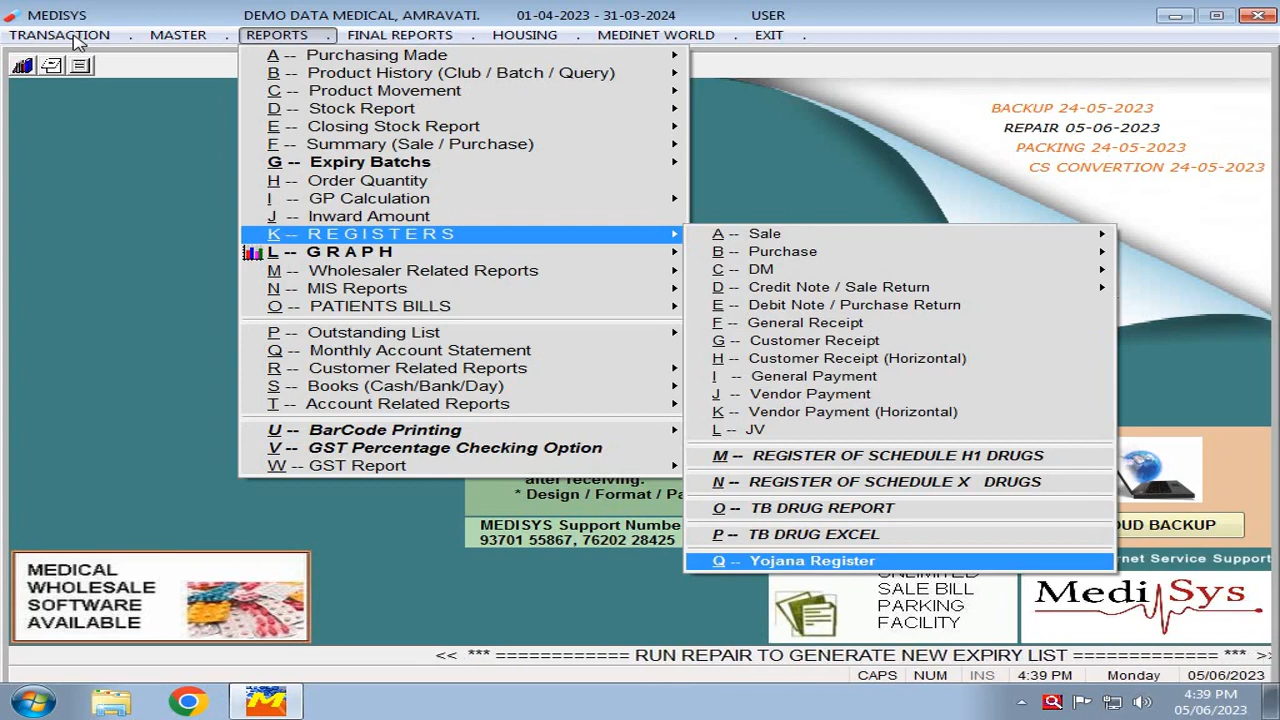 MEDISYS DEMO DATA MEDICAL, AMRAVATI. 01-04-2023 - 31-03-2024 USER
TRANSACTION . MASTER . REPORTS . FINAL REPORTS . HOUSING . MEDINET WORLD . EXIT
A -- Purchasing Made
B -- Product History (Club / Batch / Query)
C -- Product Movement
D -- Stock Report
E -- Closing Stock Report
F -- Summary (Sale / Purchase)
G -- Expiry Batchs
H -- Order Quantity
I -- GP Calculation
J -- Inward Amount
K -- R E G I S T E R S
L -- G R A P H
M -- Wholesaler Related Reports
N -- MIS Reports
O -- PATIENTS BILLS
P -- Outstanding List
Q -- Monthly Account Statement
R -- Customer Related Reports
S -- Books (Cash/Bank/Day)
T -- Account Related Reports
U -- BarCode Printing
V -- GST Percentage Checking Option
W -- GST Report
A -- Sale
B -- Purchase
C -- DM
D -- Credit Note / Sale Return
E -- Debit Note / Purchase Return
F -- General Receipt
G -- Customer Receipt
H -- Customer Receipt (Horizontal)
I -- General Payment
J -- Vendor Payment
K -- Vendor Payment (Horizontal)
L -- JV
M -- REGISTER OF SCHEDULE H1 DRUGS
N -- REGISTER OF SCHEDULE X DRUGS
O -- TB DRUG REPORT
P -- TB DRUG EXCEL
Q -- Yojana Register
BACKUP 24-05-2023
REPAIR 05-06-2023
PACKING 24-05-2023
CS CONVERTION 24-05-2023
after receiving.
* Design / Format / Pa
MEDISYS Support Numbe
93701 55867, 76202 28425
OUD BACKUP
rnet Service Support
MEDICAL
WHOLESALE
SOFTWARE
AVAILABLE
UNLIMITED
SALE BILL
PARKING
FACILITY
MediSys
<< *** ============ RUN REPAIR TO GENERATE NEW EXPIRY LIST ============= *** >>
CAPS NUM INS 4:39 PM Monday 05/06/2023
4:39 PM
05/06/2023